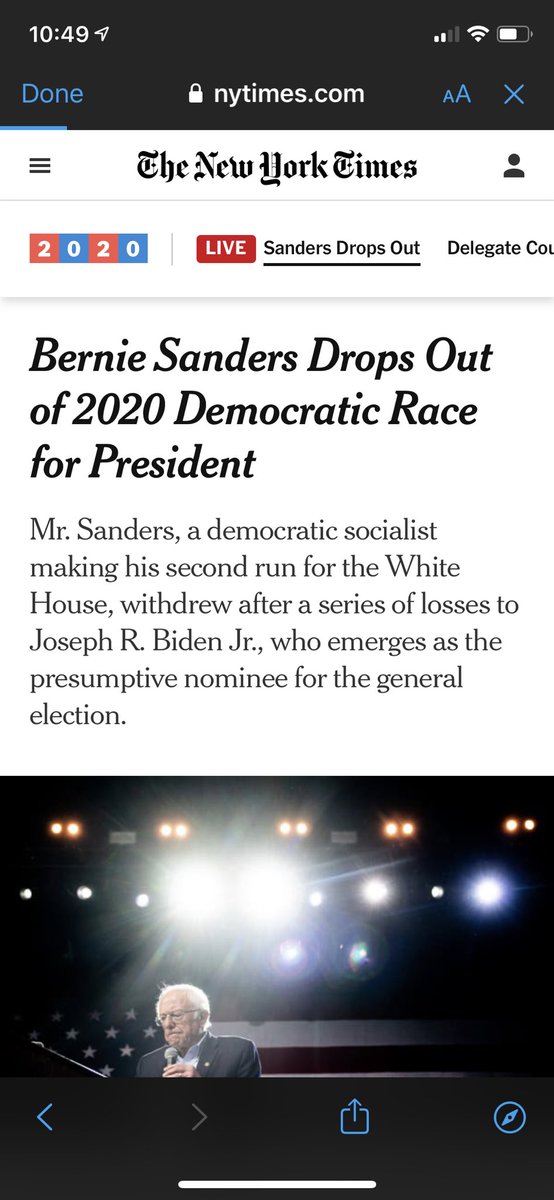 10:49
Done
nytimes.com
AA
The New York Times
2020
LIVE Sanders Drops Out Delegate Cou
Bernie Sanders Drops Out
of 2020 Democratic Race
for President
Mr. Sanders, a democratic socialist
making his second run for the White
House, withdrew after a series of losses to
Joseph R. Biden Jr., who emerges as the
presumptive nominee for the general
election.